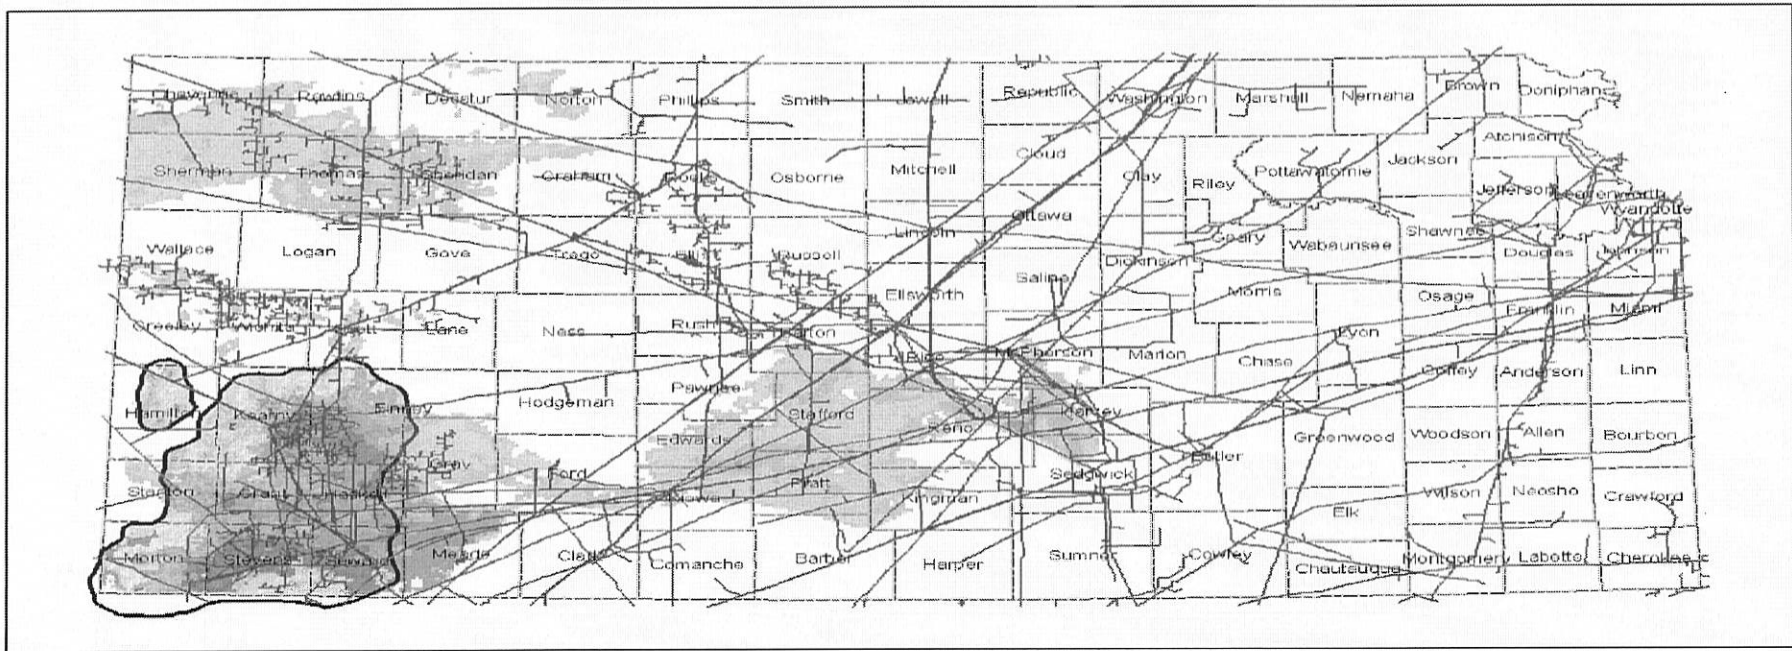 Cheyenne Rawlins Decatur Norton Phillips Smith Jewell Republic Washington Marshall Nemaha Brown Doniphan
Atchison
Sherman Thomas Sheridan Graham Rooks Osborne Mitchell Cloud Clay Riley Pottawatomie Jackson
Jefferson Leavenworth
Wyandotte
Ottawa
Wallace Logan Gove Trego Ellis Russell Lincoln Geary Wabaunsee Shawnee
Dickinson Douglas Johnson
Saline
Ellsworth Morris Osage
Greeley Wichita Scott Lane Ness Rush Barton Lyon Franklin Miami
Rice McPherson Marion Chase
Pawnee Coffey Anderson Linn
Hamilton Kearny Finney Hodgeman Stafford Harvey
Edwards Reno Greenwood Woodson Allen Bourbon
Gray Ford Sedgwick Butler
Stanton Grant Haskell Kiowa Pratt Kingman Wilson Neosho Crawford
Elk
Morton Stevens Seward Meade Clark Comanche Barber Harper Sumner Cowley Chautauqua Montgomery Labette Cherokee